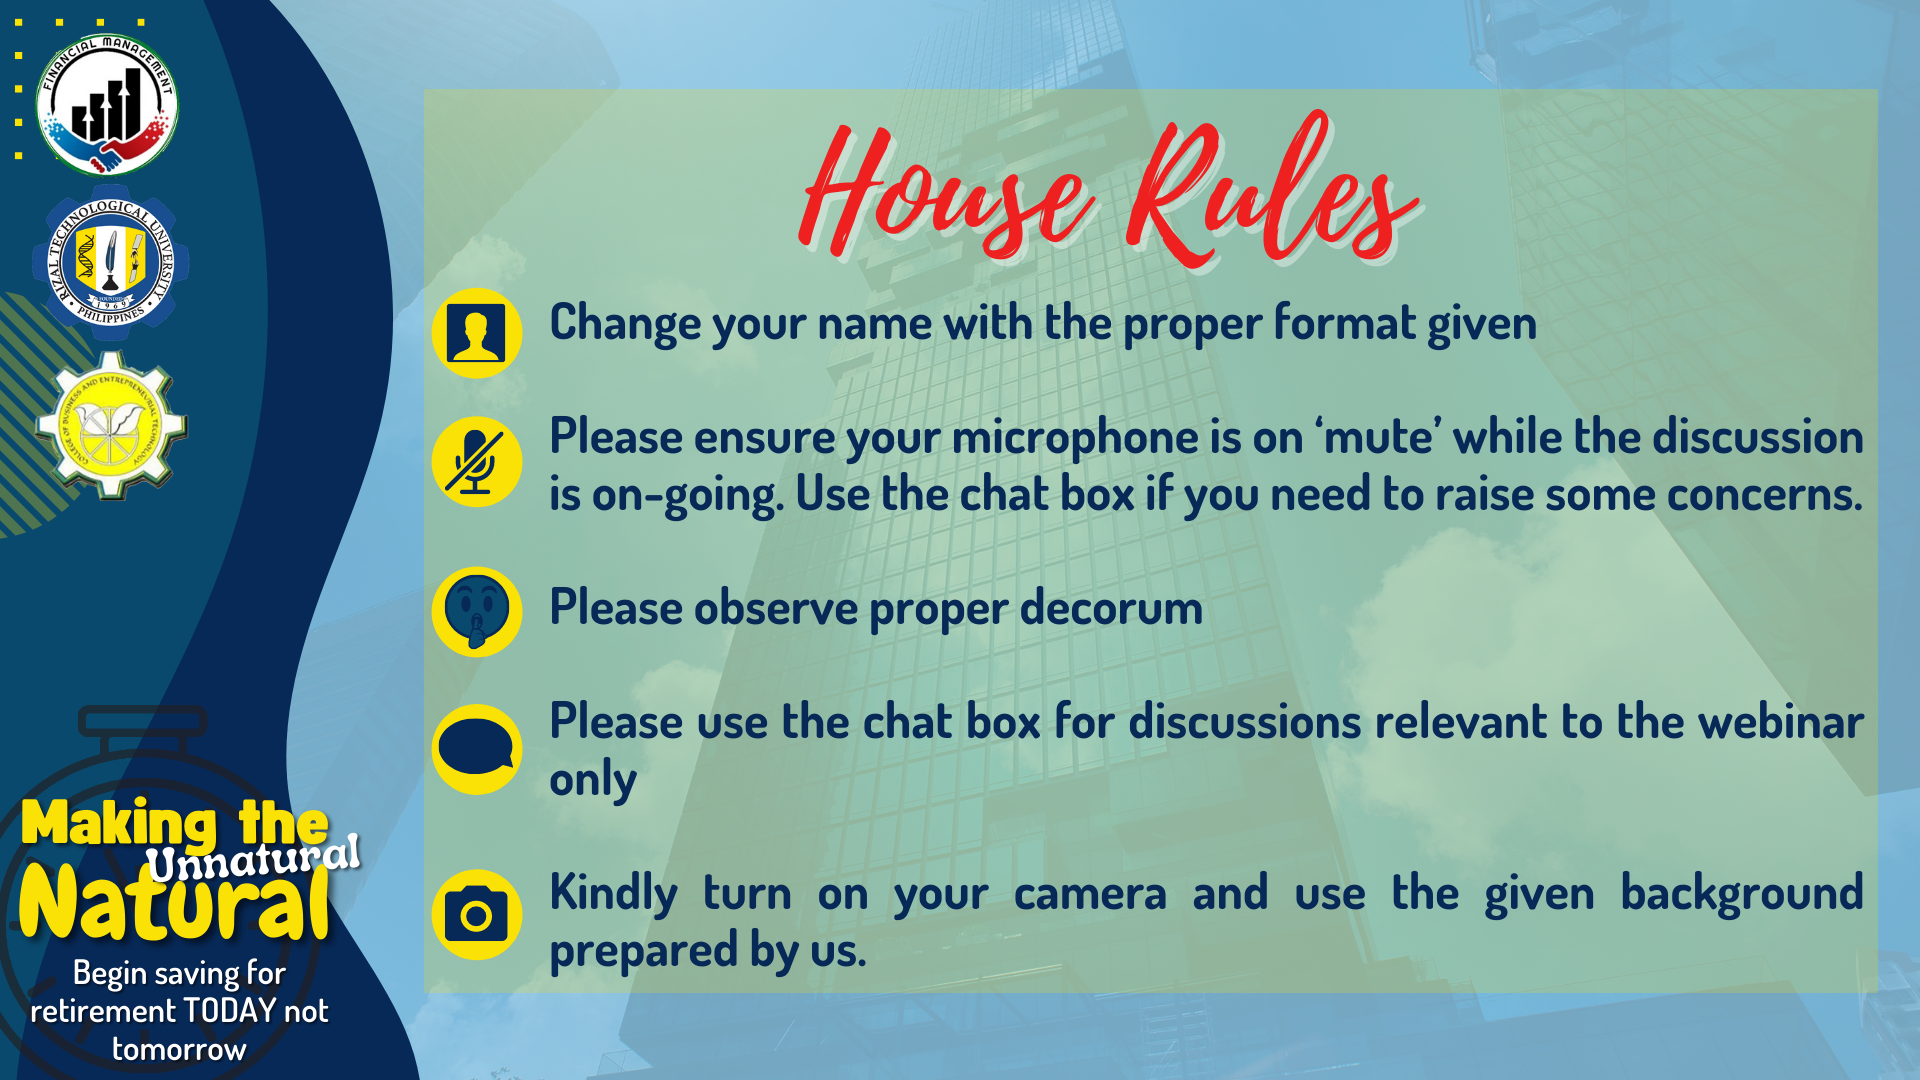 FINANCIAL MANAGEMENT
RIZAL TECHNOLOGICAL UNIVERSITY
FOUNDED
1969
PHILIPPINES
COLLEGE OF BUSINESS AND ENTREPRENEURIAL TECHNOLOGY
Making the
Unnatural
Natural
Begin saving for
retirement TODAY not
tomorrow
House Rules
Change your name with the proper format given
Please ensure your microphone is on ‘mute’ while the discussion
is on-going. Use the chat box if you need to raise some concerns.
Please observe proper decorum
Please use the chat box for discussions relevant to the webinar
only
Kindly turn on your camera and use the given background
prepared by us.